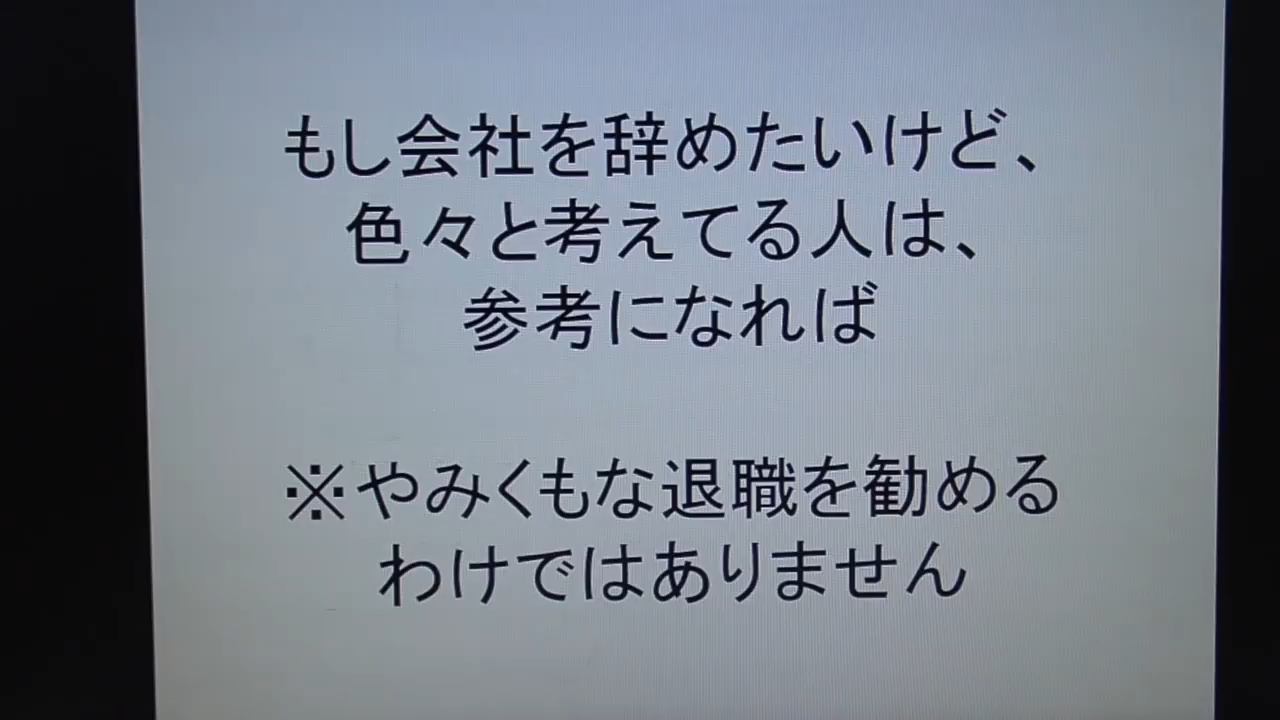 もし会社を辞めたいけど、
色々と考えてる人は、
参考になれば
※やみくもな退職を勧める
わけではありません